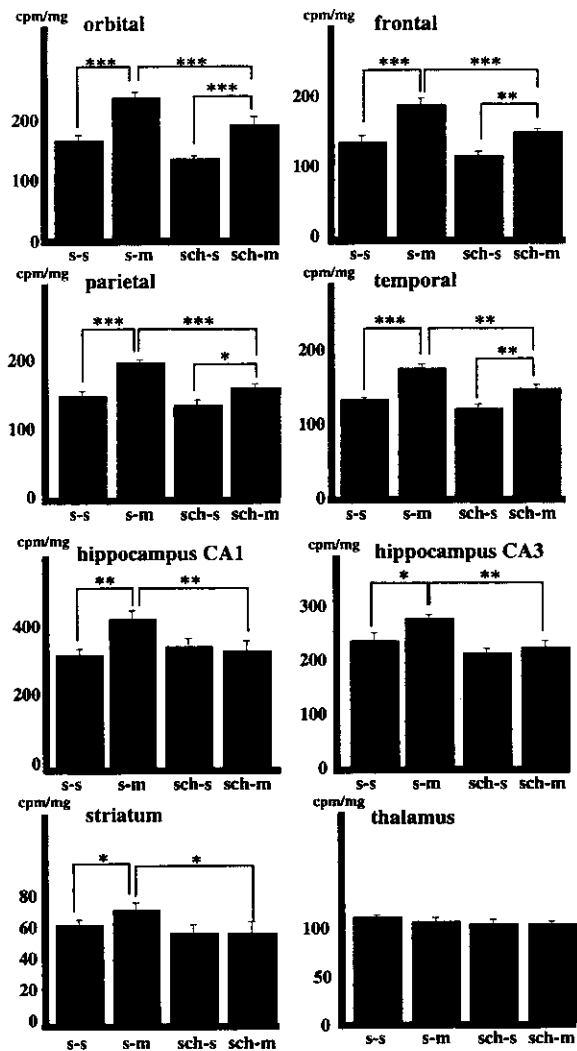 cpm/mg orbital
*** *** ***
200
100
0
s-s s-m sch-s sch-m
cpm/mg frontal
*** *** **
200
100
0
s-s s-m sch-s sch-m
cpm/mg parietal
*** *** *
200
100
0
s-s s-m sch-s sch-m
cpm/mg temporal
*** ** **
200
100
0
s-s s-m sch-s sch-m
cpm/mg hippocampus CA1
** **
400
200
0
s-s s-m sch-s sch-m
cpm/mg hippocampus CA3
* **
300
200
100
0
s-s s-m sch-s sch-m
cpm/mg striatum
* *
80
60
40
20
0
s-s s-m sch-s sch-m
cpm/mg thalamus
100
50
0
s-s s-m sch-s sch-m